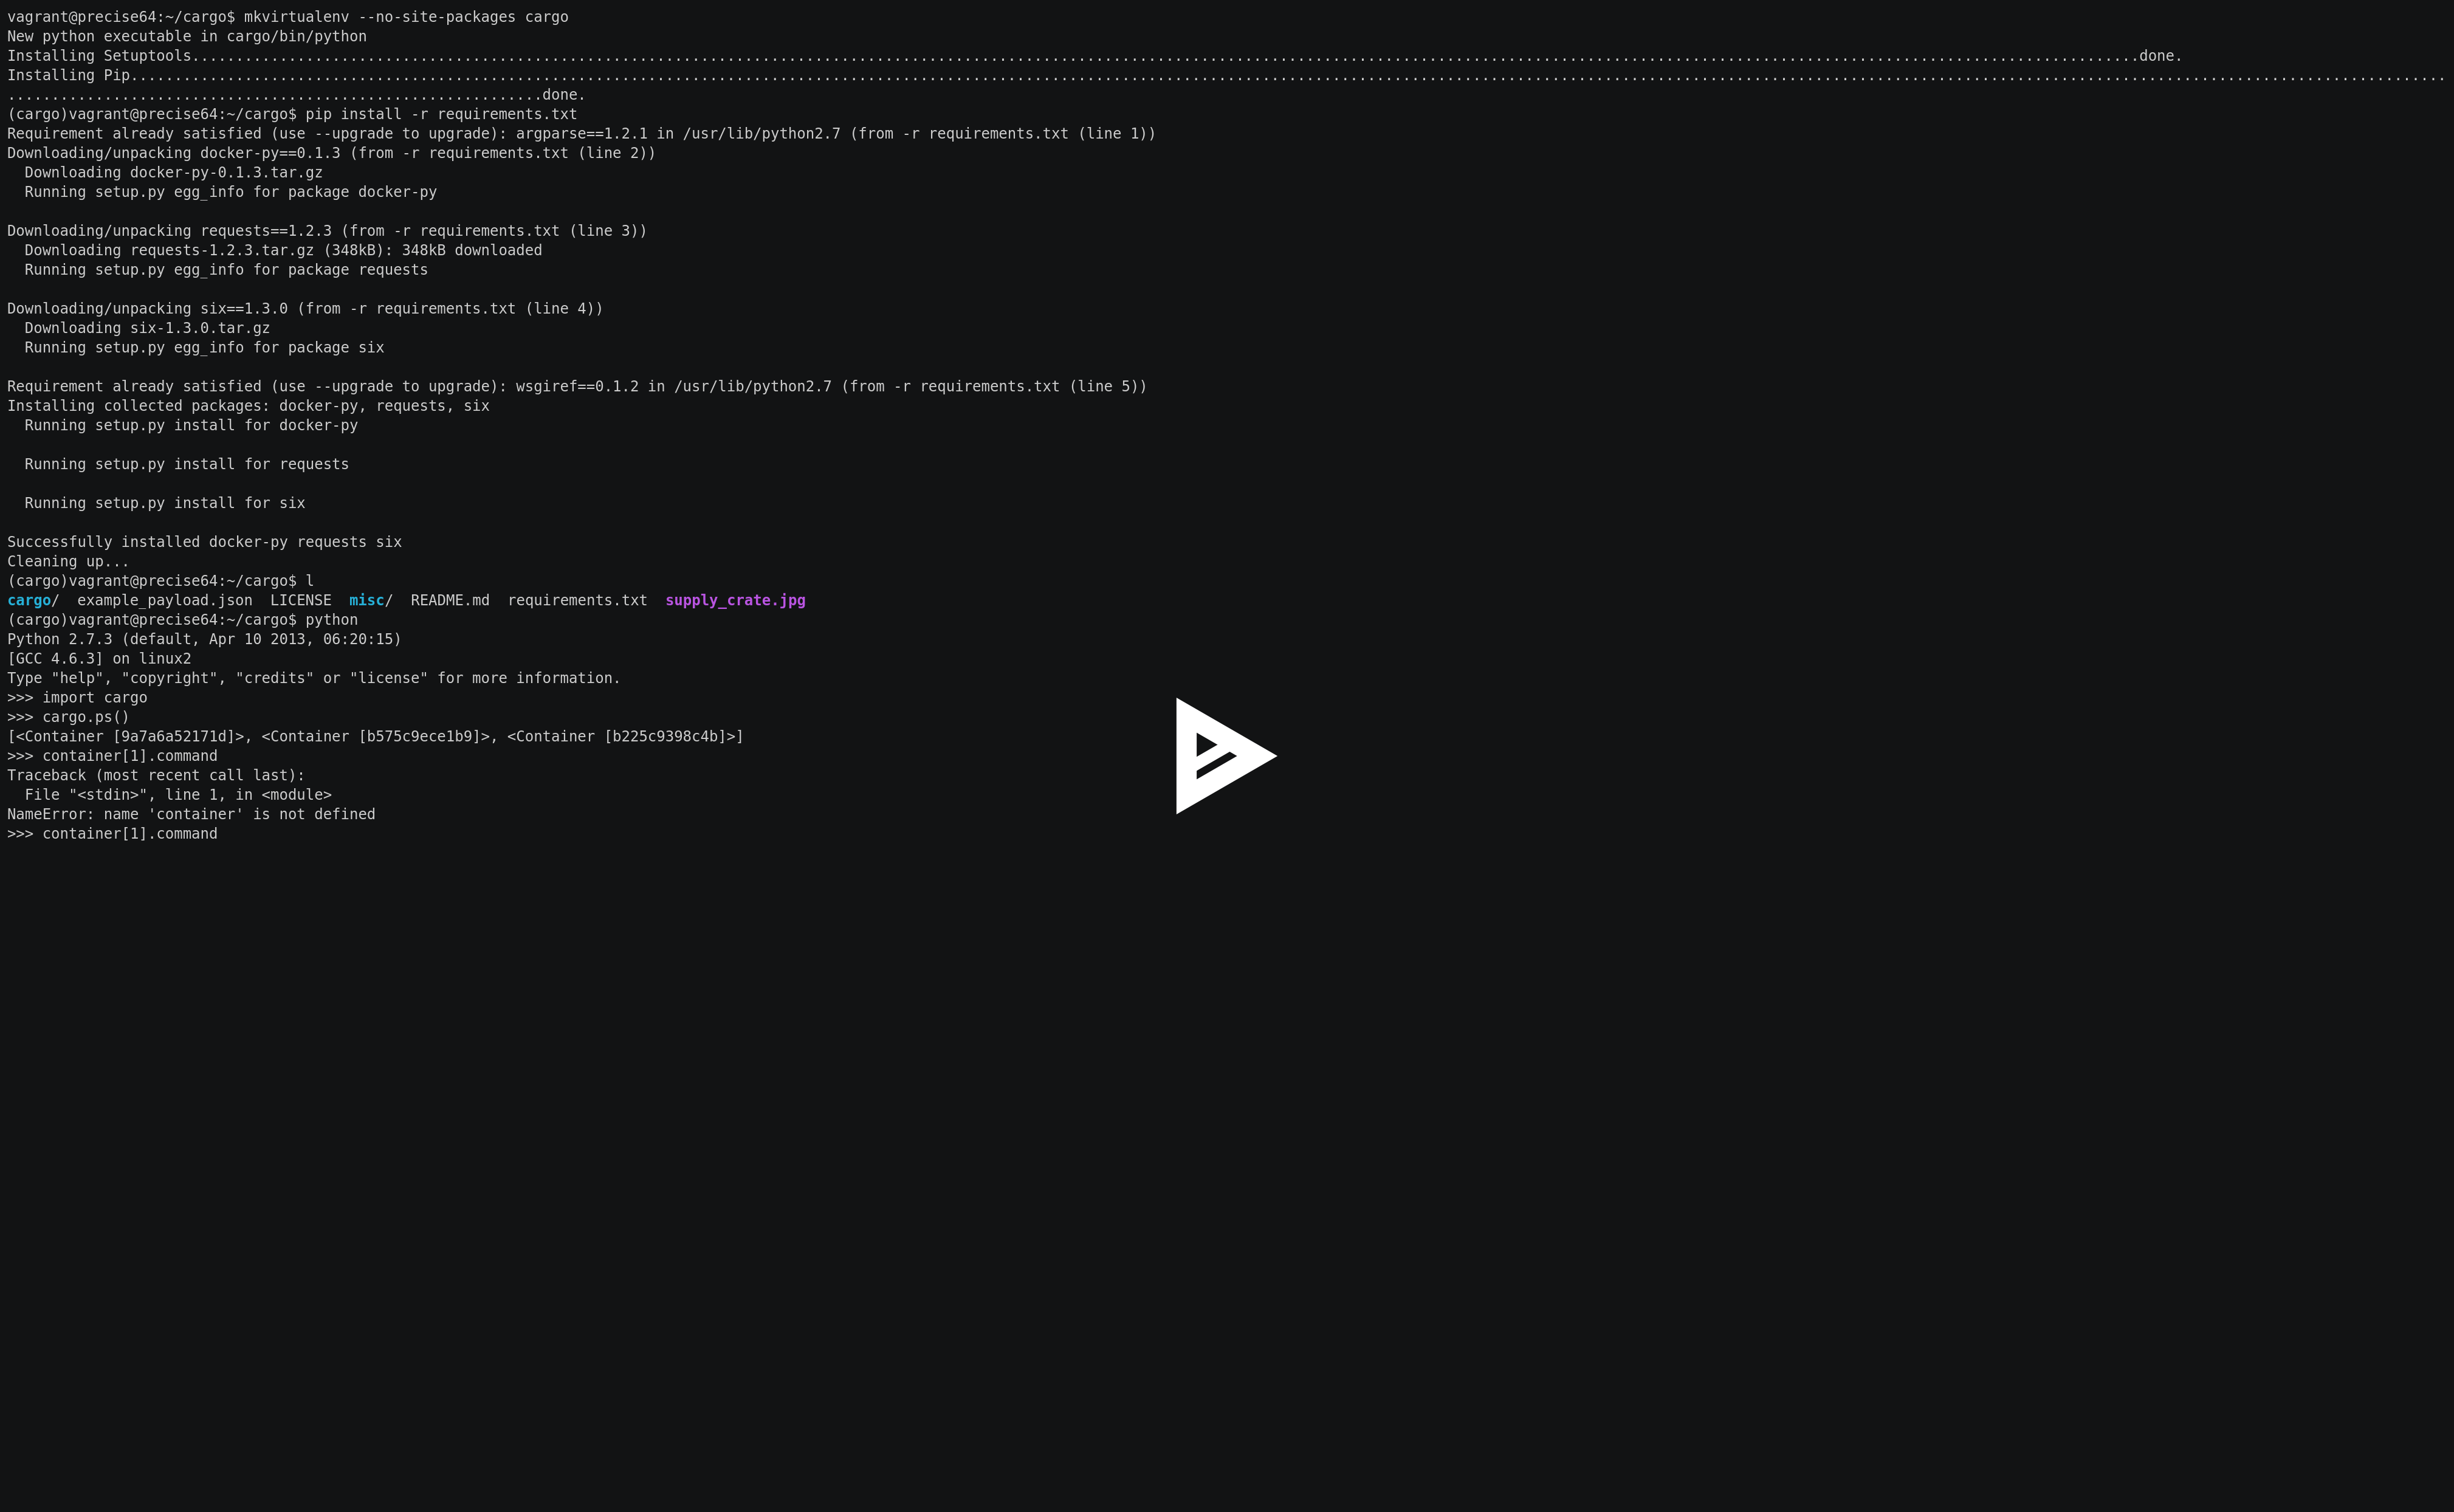 vagrant@precise64:~/cargo$ mkvirtualenv --no-site-packages cargo
New python executable in cargo/bin/python
Installing Setuptools..............................................................................................................................................................................................................................done.
Installing Pip.....................................................................................................................................................................................................................................................................
.............................................................done.
(cargo)vagrant@precise64:~/cargo$ pip install -r requirements.txt
Requirement already satisfied (use --upgrade to upgrade): argparse==1.2.1 in /usr/lib/python2.7 (from -r requirements.txt (line 1))
Downloading/unpacking docker-py==0.1.3 (from -r requirements.txt (line 2))
  Downloading docker-py-0.1.3.tar.gz
  Running setup.py egg_info for package docker-py

Downloading/unpacking requests==1.2.3 (from -r requirements.txt (line 3))
  Downloading requests-1.2.3.tar.gz (348kB): 348kB downloaded
  Running setup.py egg_info for package requests

Downloading/unpacking six==1.3.0 (from -r requirements.txt (line 4))
  Downloading six-1.3.0.tar.gz
  Running setup.py egg_info for package six

Requirement already satisfied (use --upgrade to upgrade): wsgiref==0.1.2 in /usr/lib/python2.7 (from -r requirements.txt (line 5))
Installing collected packages: docker-py, requests, six
  Running setup.py install for docker-py

  Running setup.py install for requests

  Running setup.py install for six

Successfully installed docker-py requests six
Cleaning up...
(cargo)vagrant@precise64:~/cargo$ l
cargo/  example_payload.json  LICENSE  misc/  README.md  requirements.txt  supply_crate.jpg
(cargo)vagrant@precise64:~/cargo$ python
Python 2.7.3 (default, Apr 10 2013, 06:20:15)
[GCC 4.6.3] on linux2
Type "help", "copyright", "credits" or "license" for more information.
>>> import cargo
>>> cargo.ps()
[<Container [9a7a6a52171d]>, <Container [b575c9ece1b9]>, <Container [b225c9398c4b]>]
>>> container[1].command
Traceback (most recent call last):
  File "<stdin>", line 1, in <module>
NameError: name 'container' is not defined
>>> container[1].command